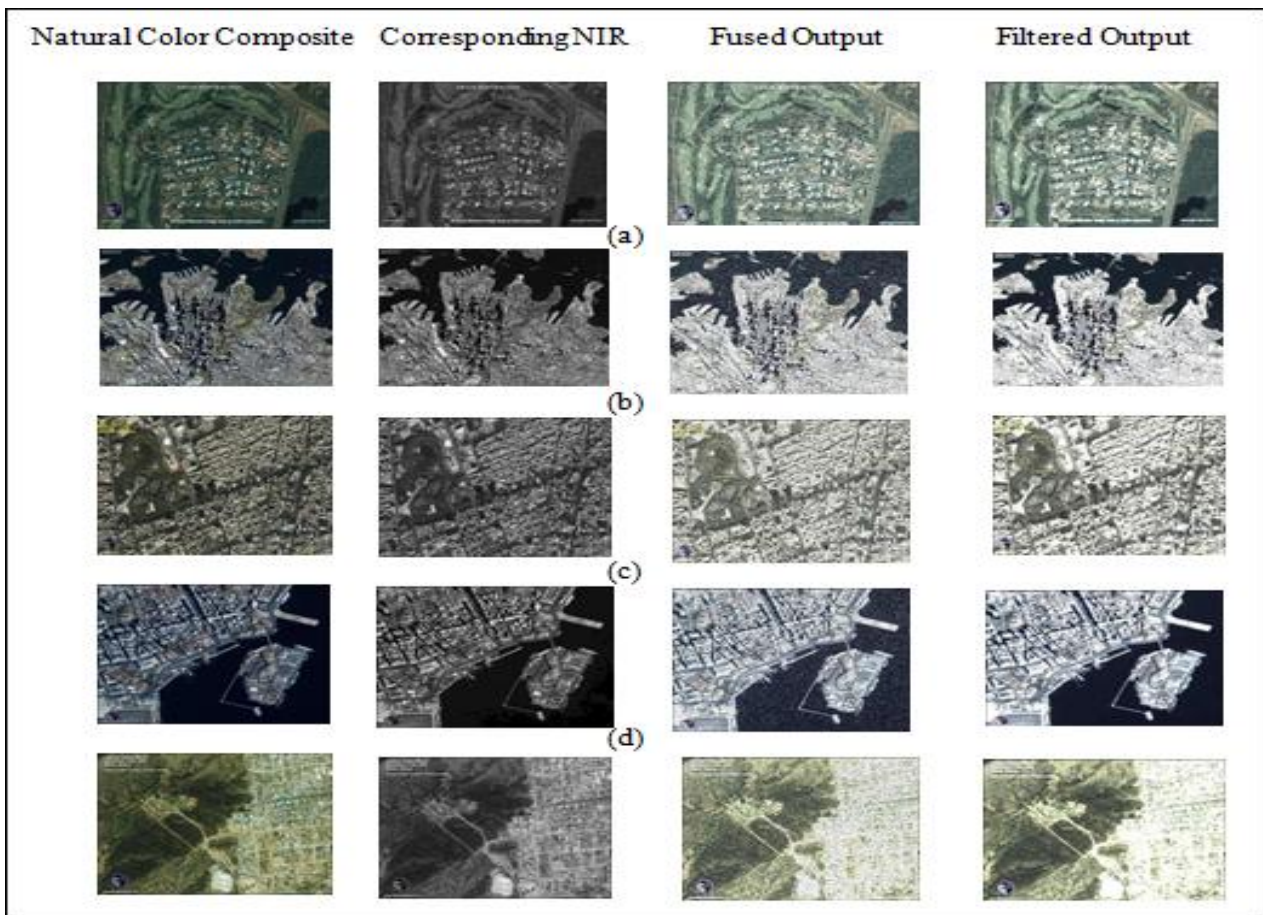 Natural Color Composite Corresponding NIR Fused Output Filtered Output
(a)
(b)
(c)
(d)